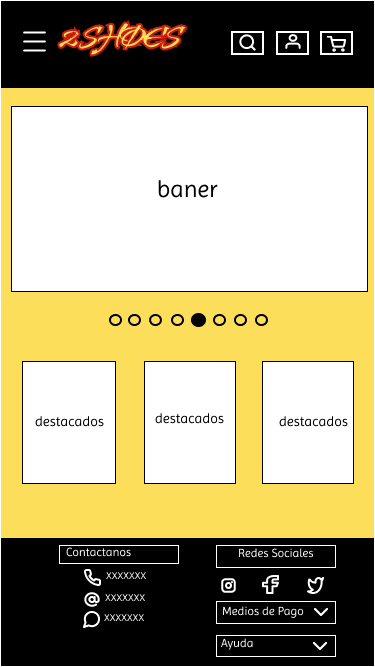 2SHOES
baner
destacados
destacados
destacados
Contactanos
xxxxxxx
xxxxxxx
xxxxxxx
Redes Sociales
Medios de Pago
Ayuda